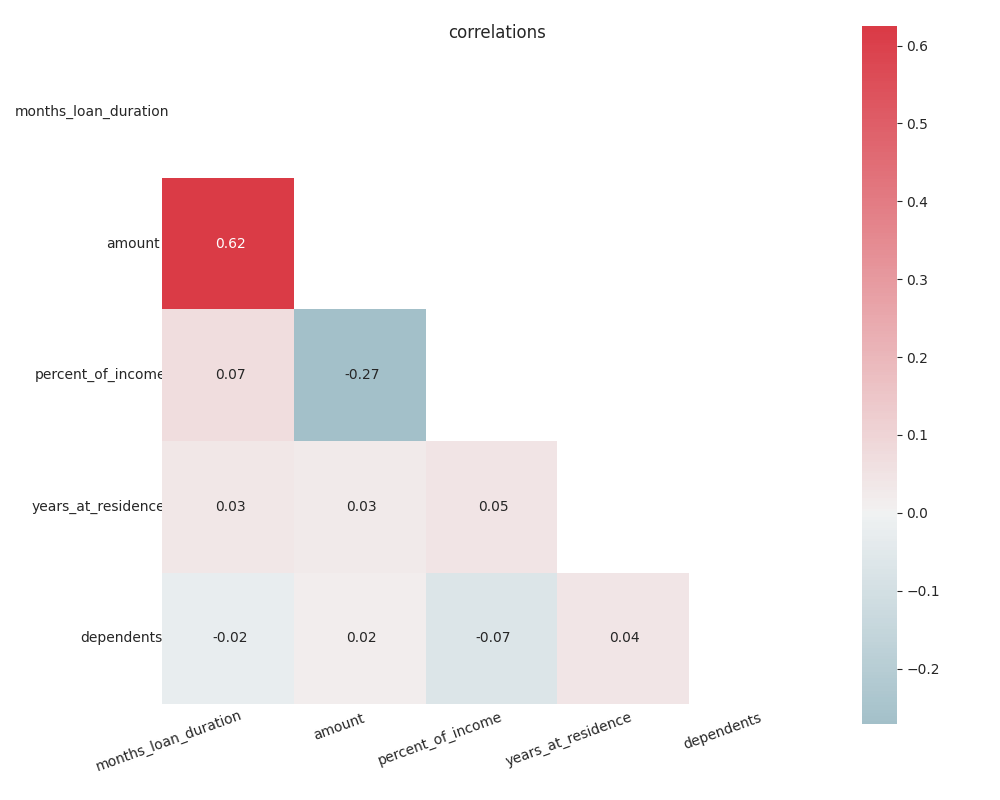 correlations
months_loan_duration
amount
0.62
percent_of_income
0.07
-0.27
years_at_residence
0.03
0.03
0.05
dependents
-0.02
0.02
-0.07
0.04
months_loan_duration
amount
percent_of_income
years_at_residence
dependents
0.6
0.5
0.4
0.3
0.2
0.1
0.0
−0.1
−0.2